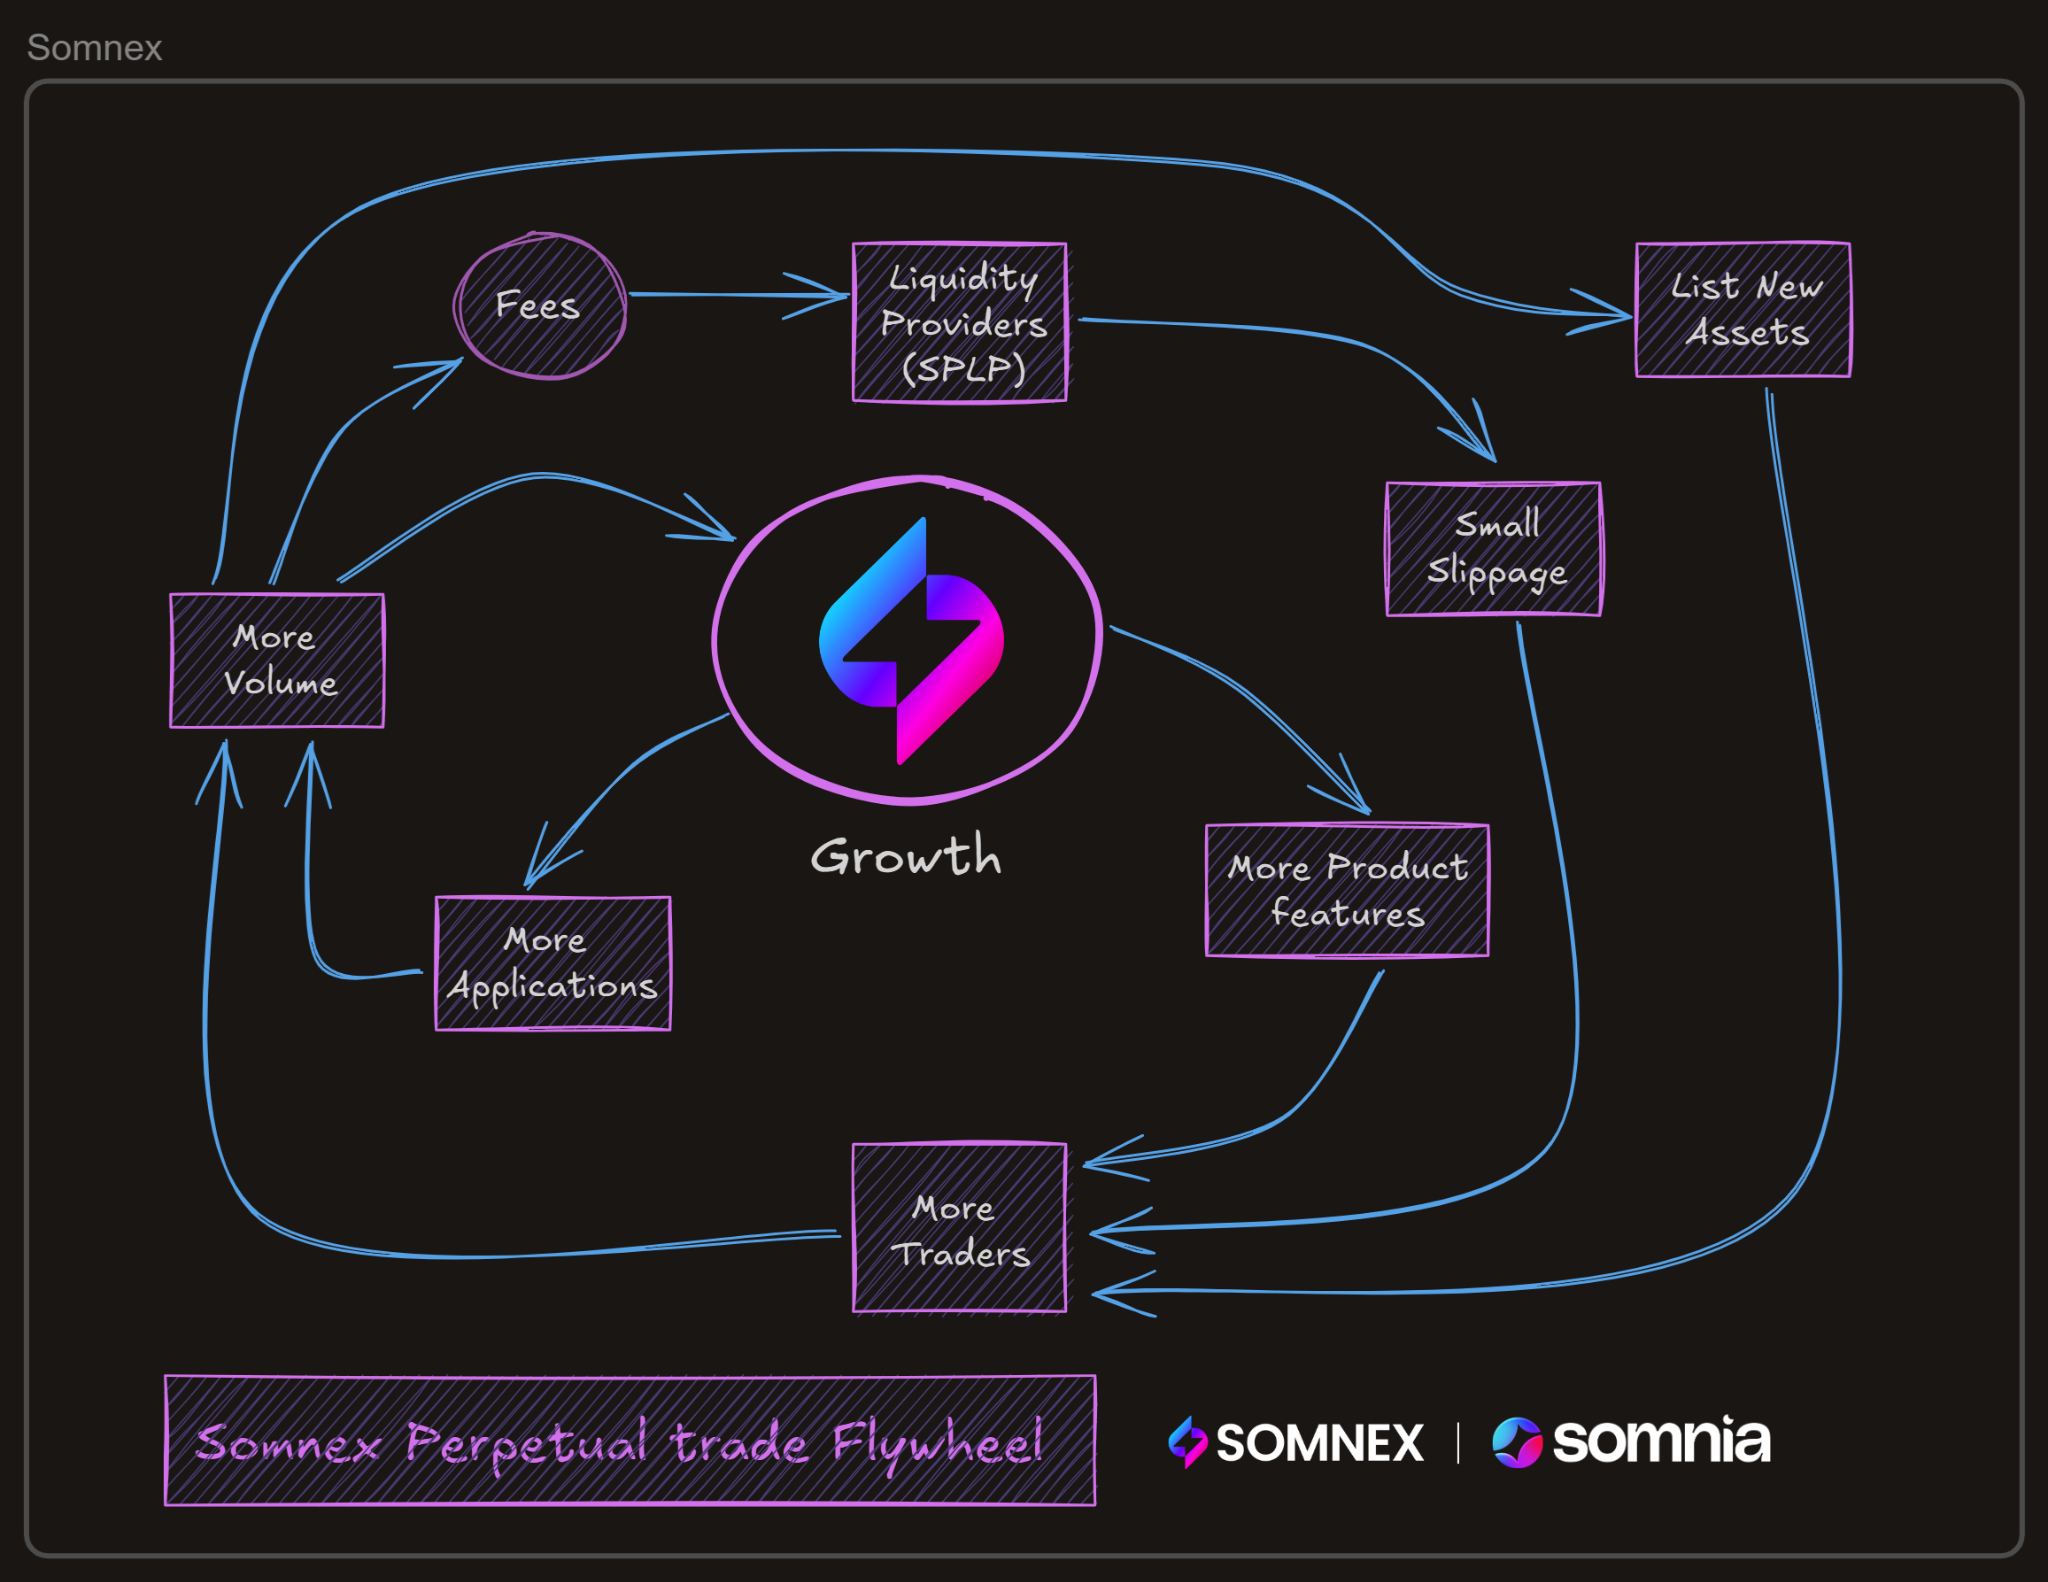 Somnex
Fees
Liquidity
Providers
(SPLP)
List New
Assets
Small
Slippage
More
Volume
Growth
More Product
features
More
Applications
More
Traders
Somnex Perpetual trade Flywheel
SOMNEX | somnia